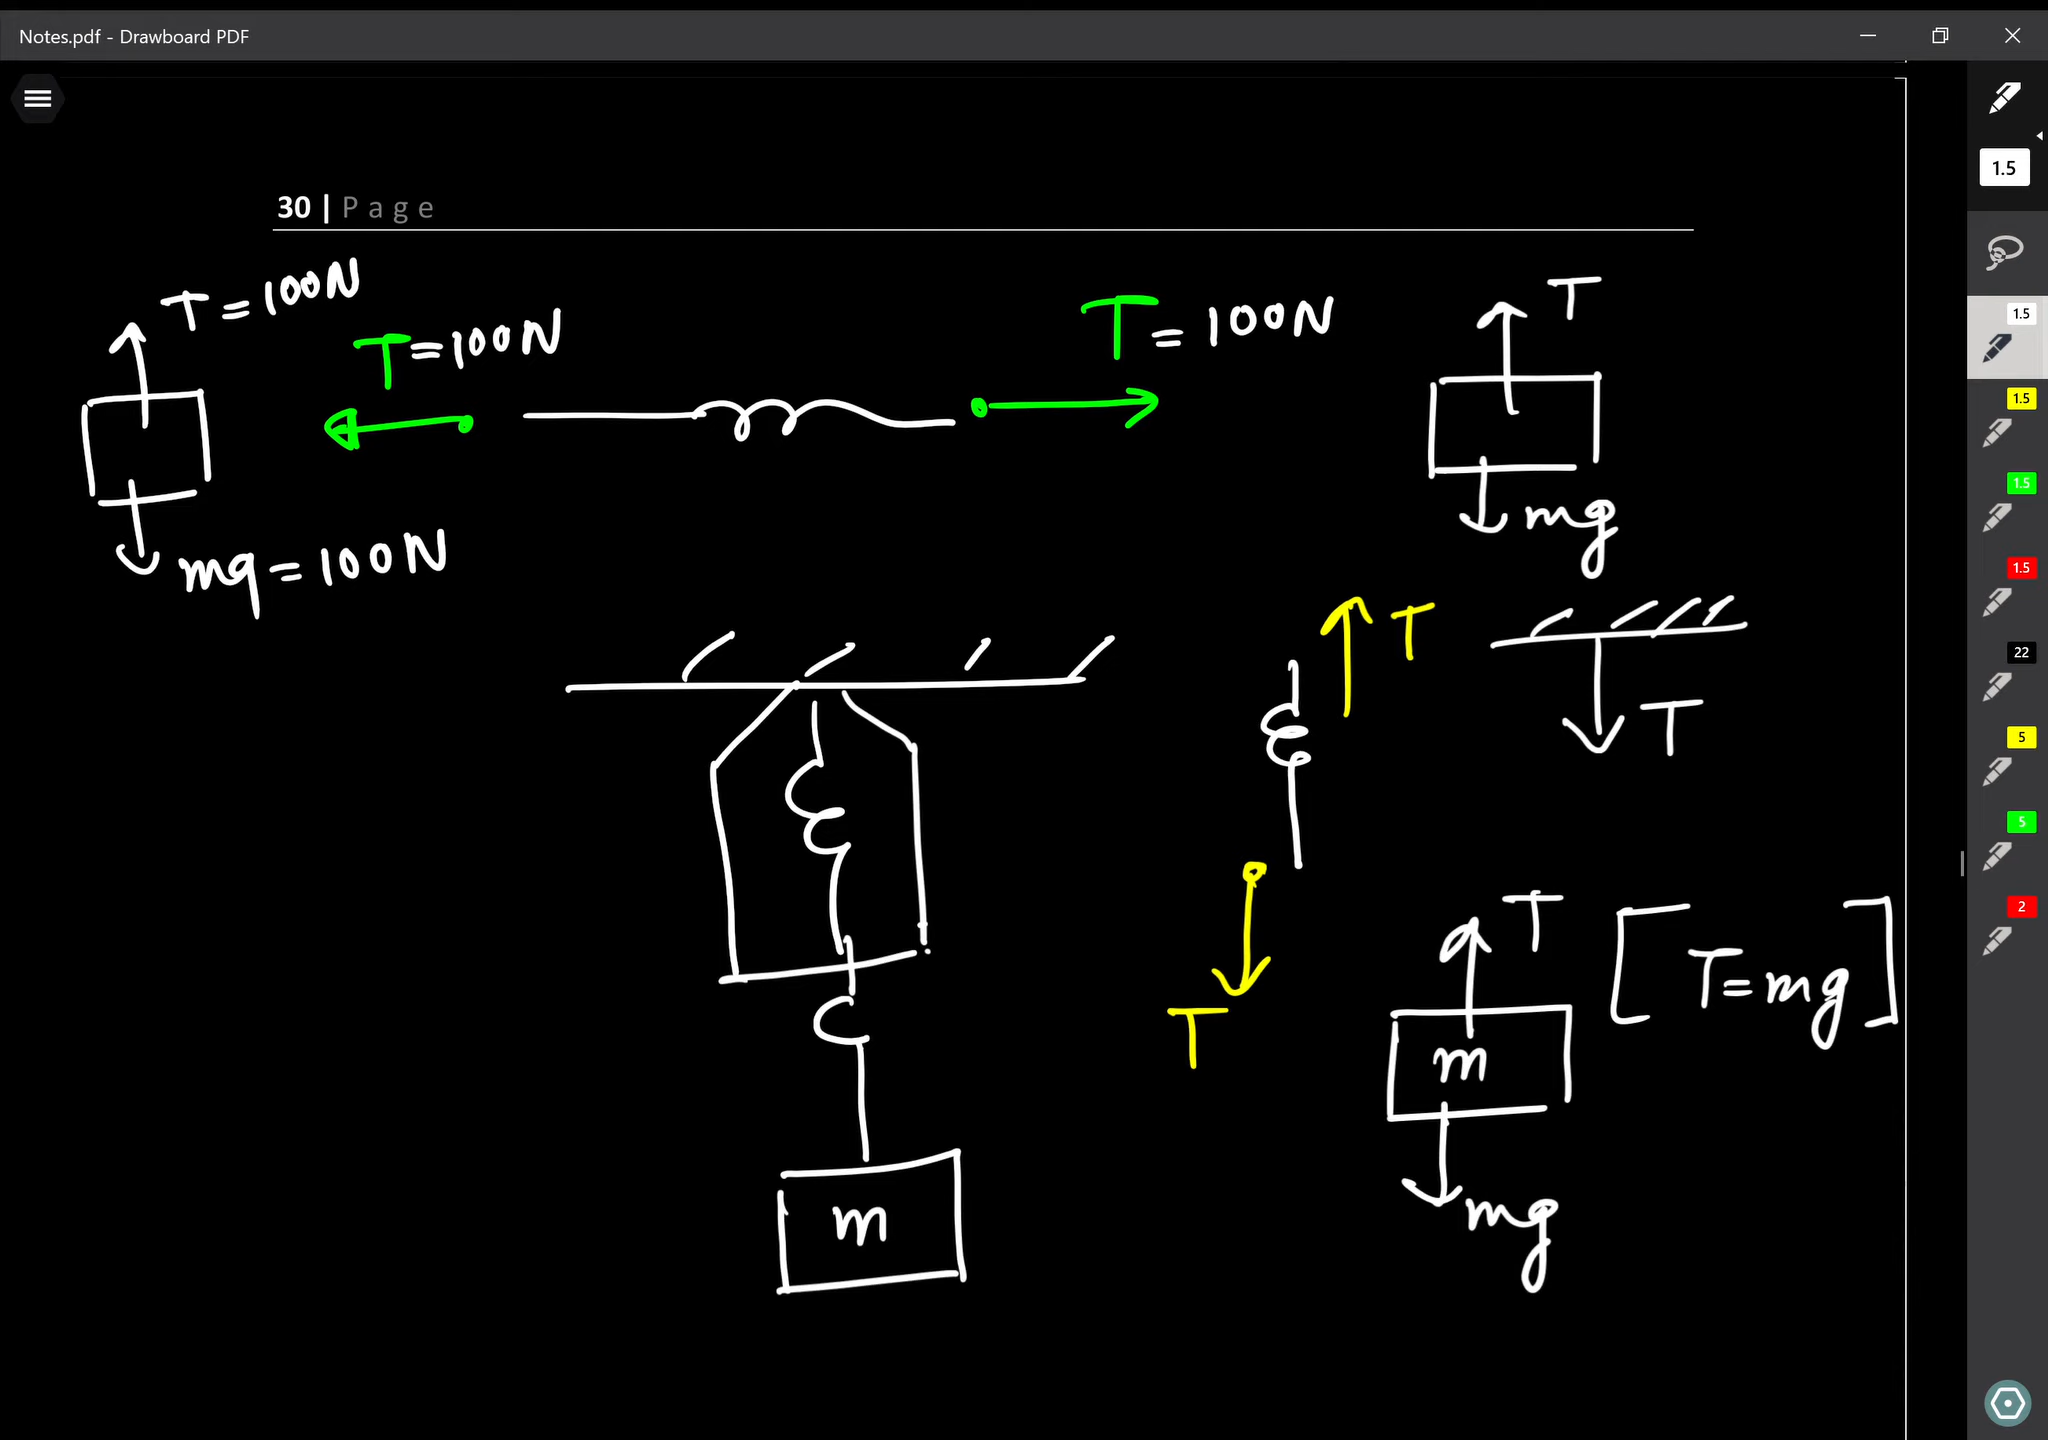 Notes.pdf - Drawboard PDF
1.5
30 | Page
T = 100N
T = 100N
T = 100N
T
mg = 100N
mg
T
T
T
T
T = mg
m
m
mg
1.5
1.5
1.5
1.5
22
5
5
2